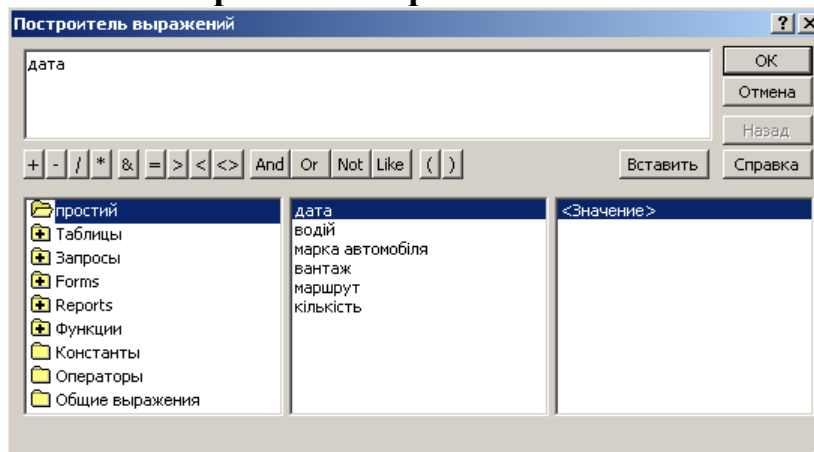 Построитель выражений
дата
ОК
Отмена
Назад
+ - / * & = > < <> And Or Not Like ( ) Вставить Справка
простий
Таблицы
Запросы
Forms
Reports
Функции
Константы
Операторы
Общие выражения
дата
водій
марка автомобіля
вантаж
маршрут
кількість
<Значение>